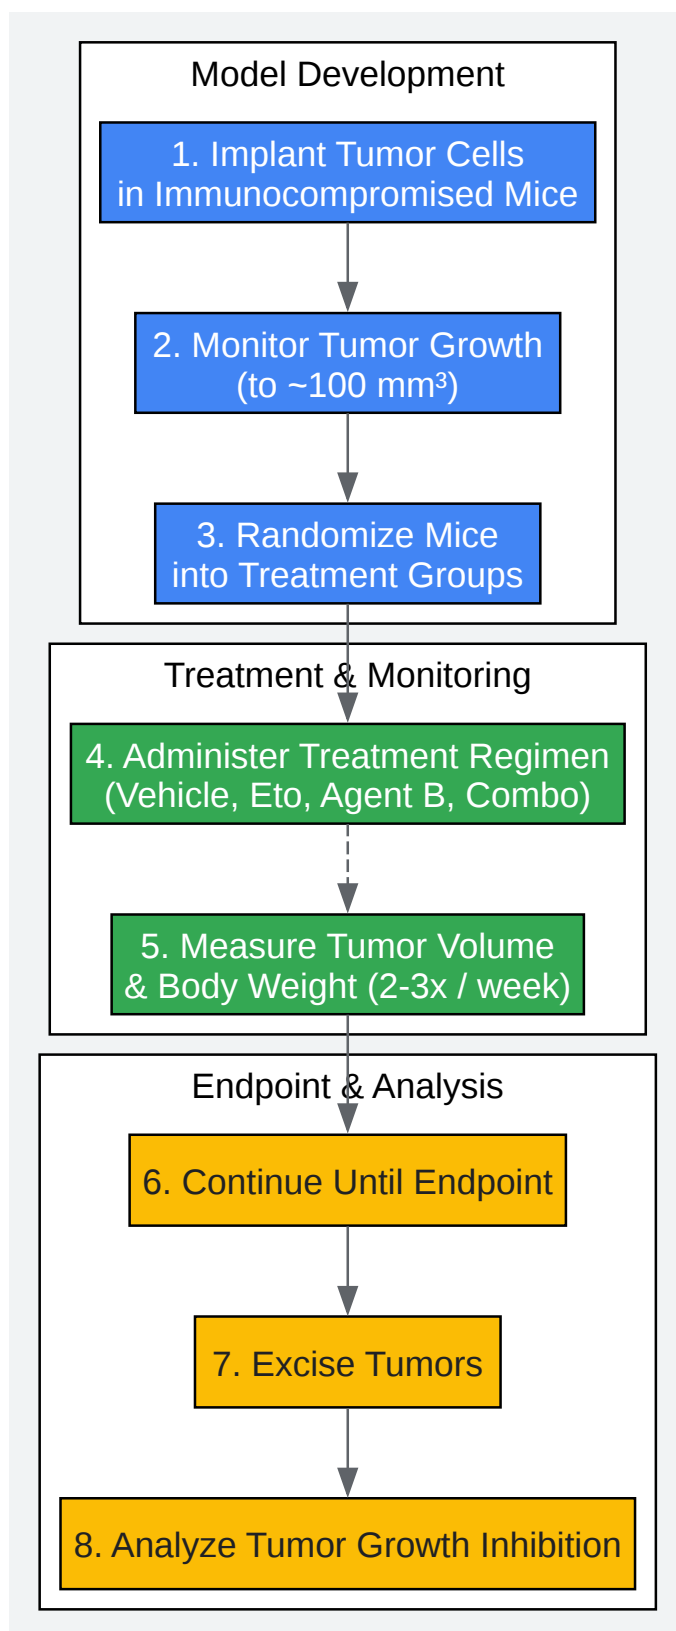 Model Development
1. Implant Tumor Cells
in Immunocompromised Mice
2. Monitor Tumor Growth
(to ~100 mm³)
3. Randomize Mice
into Treatment Groups
Treatment & Monitoring
4. Administer Treatment Regimen
(Vehicle, Eto, Agent B, Combo)
5. Measure Tumor Volume
& Body Weight (2-3x / week)
Endpoint & Analysis
6. Continue Until Endpoint
7. Excise Tumors
8. Analyze Tumor Growth Inhibition